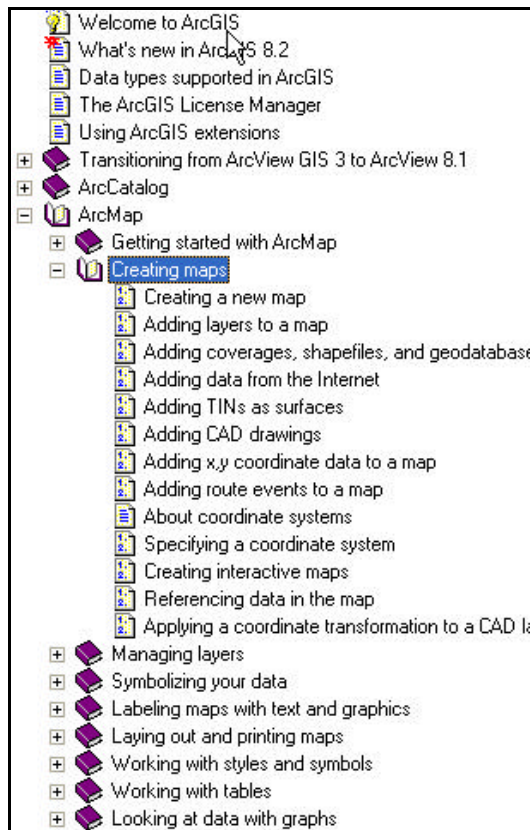 Welcome to ArcGIS
What's new in ArcGIS 8.2
Data types supported in ArcGIS
The ArcGIS License Manager
Using ArcGIS extensions
Transitioning from ArcView GIS 3 to ArcView 8.1
ArcCatalog
ArcMap
Getting started with ArcMap
Creating maps
Creating a new map
Adding layers to a map
Adding coverages, shapefiles, and geodatabase
Adding data from the Internet
Adding TINs as surfaces
Adding CAD drawings
Adding x,y coordinate data to a map
Adding route events to a map
About coordinate systems
Specifying a coordinate system
Creating interactive maps
Referencing data in the map
Applying a coordinate transformation to a CAD la
Managing layers
Symbolizing your data
Labeling maps with text and graphics
Laying out and printing maps
Working with styles and symbols
Working with tables
Looking at data with graphs